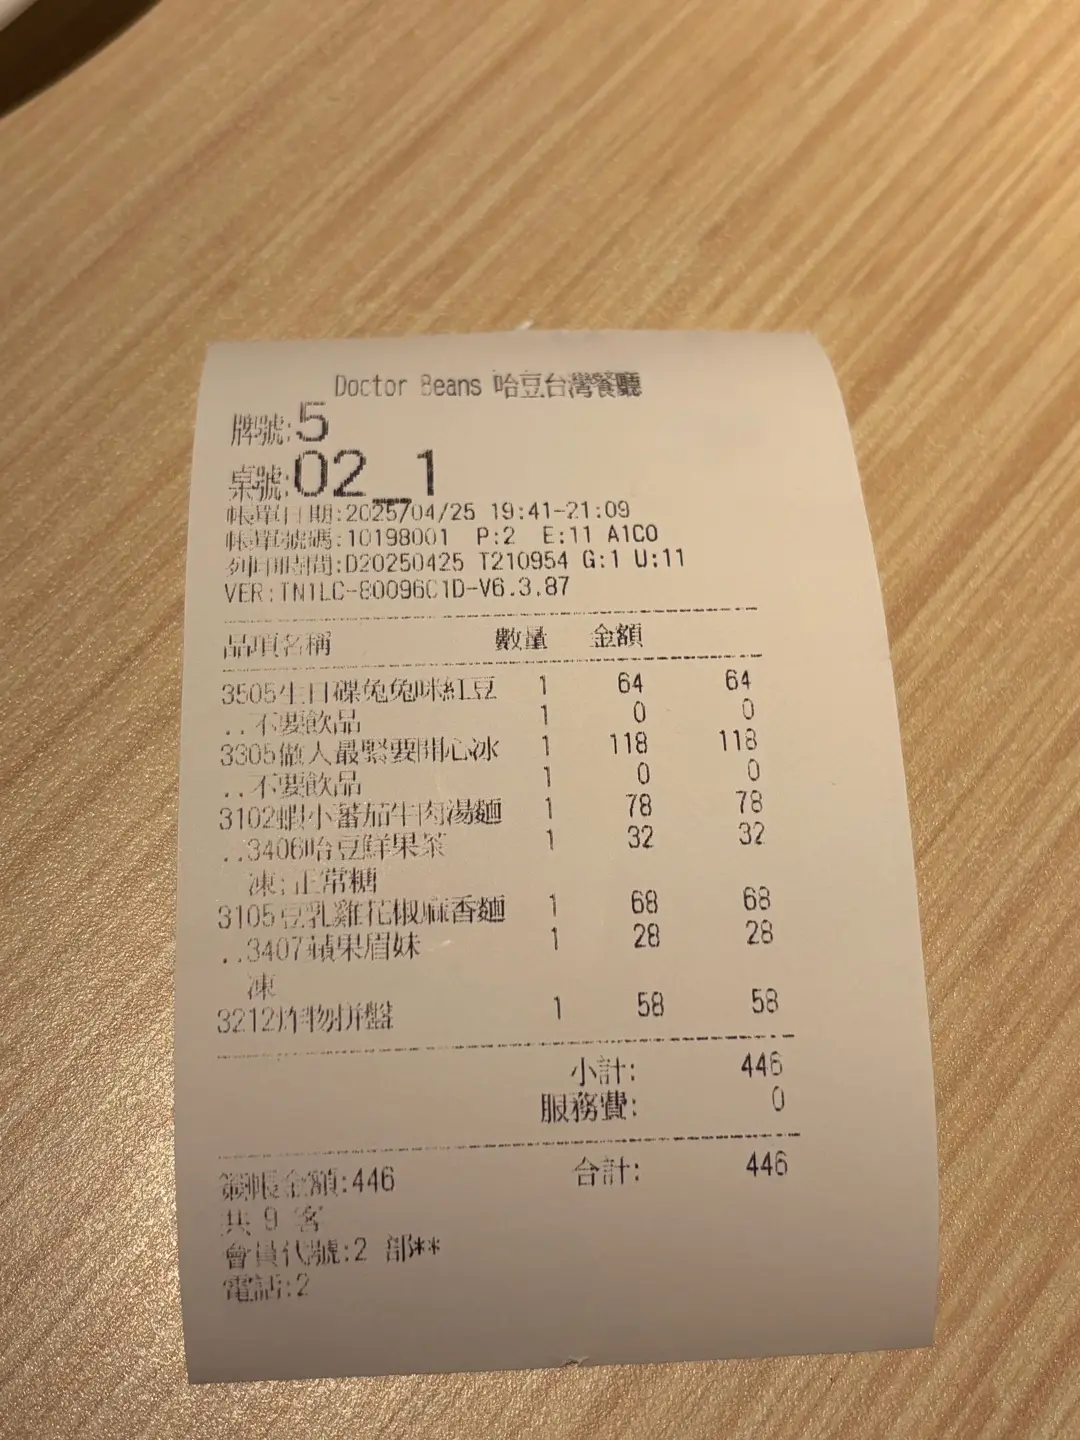 Doctor Beans 哈豆台灣餐廳
牌號:5
桌號:02_1
帳單日期:2025/04/25 19:41-21:09
帳單號碼:10198001 P:2 E:11 A1CO
列印時間:D20250425 T210954 G:1 U:11
VER:TN1LC-80096C1D-V6.3.87
品項名稱 數量 金額
3505生日碟兔兔咪紅豆 1 64 64
..不要飲品 1 0 0
3305做人最緊要開心冰 1 118 118
..不要飲品 1 0 0
3102蝦小蕃茄牛肉湯麵 1 78 78
..3406哈豆鮮果茶 1 32 32
凍;正常糖
3105豆乳雞花椒麻香麵 1 68 68
..3407蘋果眉妹 1 28 28
凍
3212炸物拼盤 1 58 58
小計: 446
服務費: 0
合計: 446
簽帳金額:446
共 9 客
會員代號:2 部**
電話:2